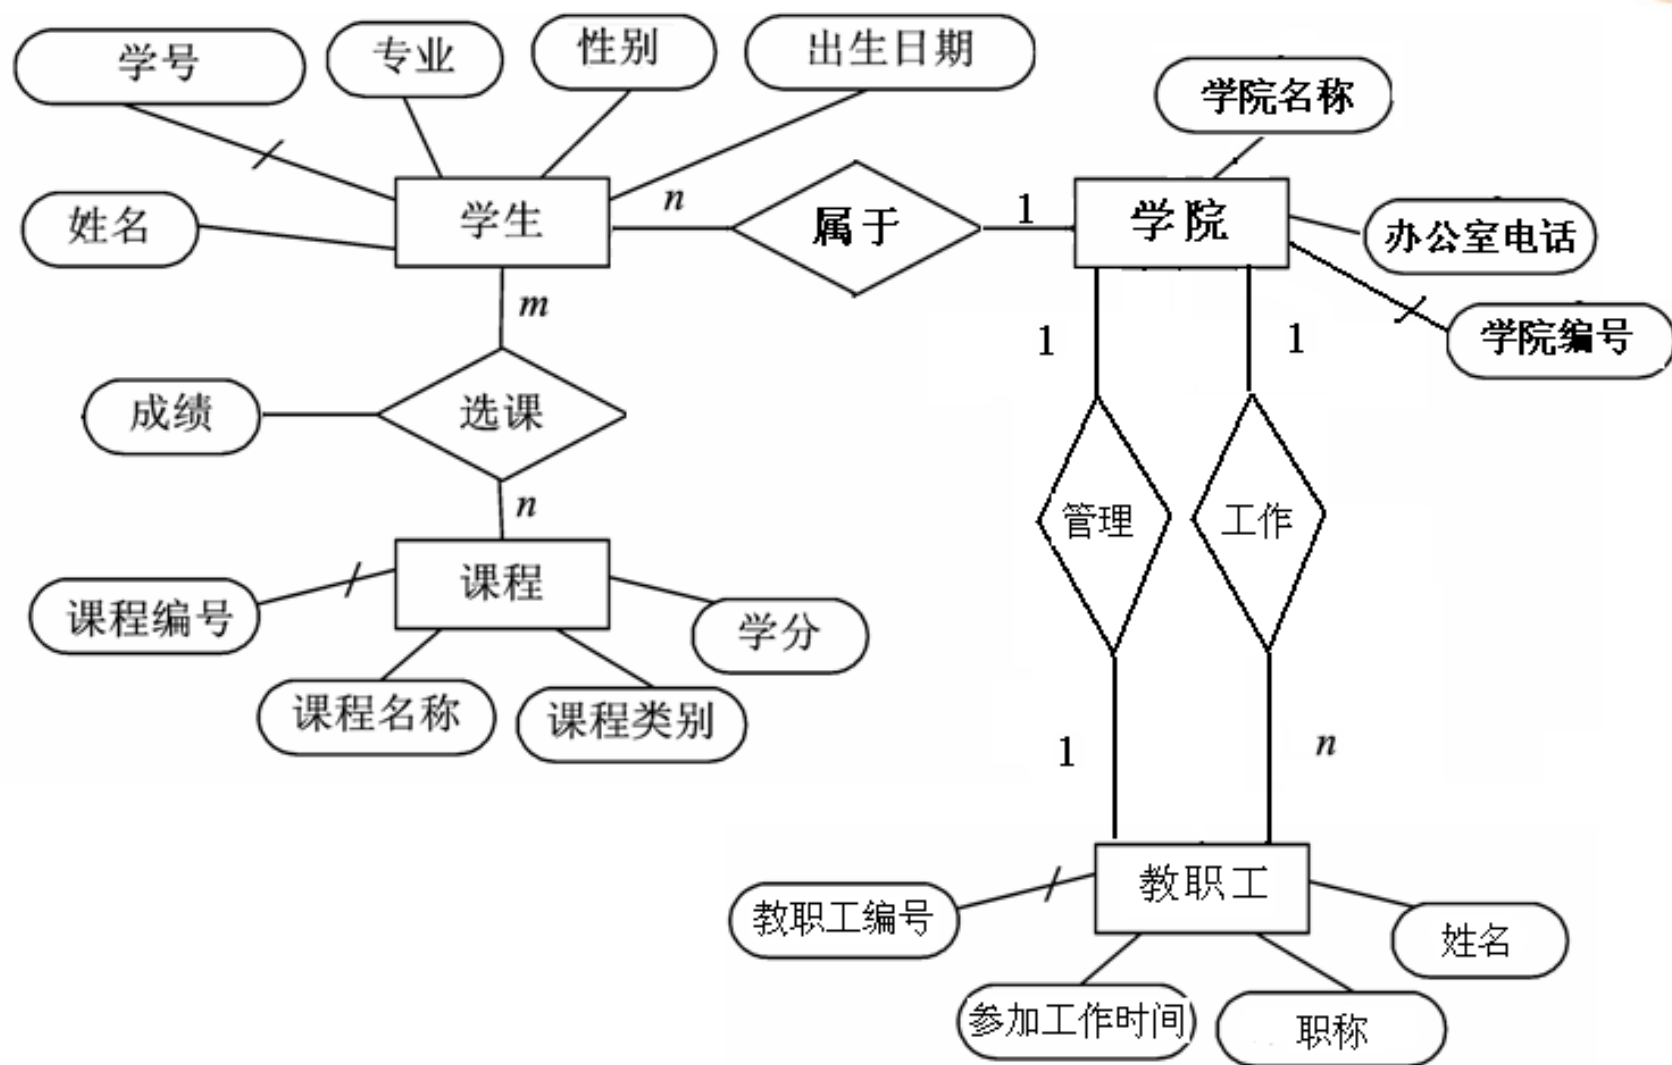 学号
专业
性别
出生日期
学院名称
姓名
学生
n
属于
1
学院
办公室电话
m
1
1
学院编号
成绩
选课
n
管理
工作
课程编号
课程
学分
课程名称
课程类别
1
n
教职工编号
教职工
姓名
参加工作时间
职称